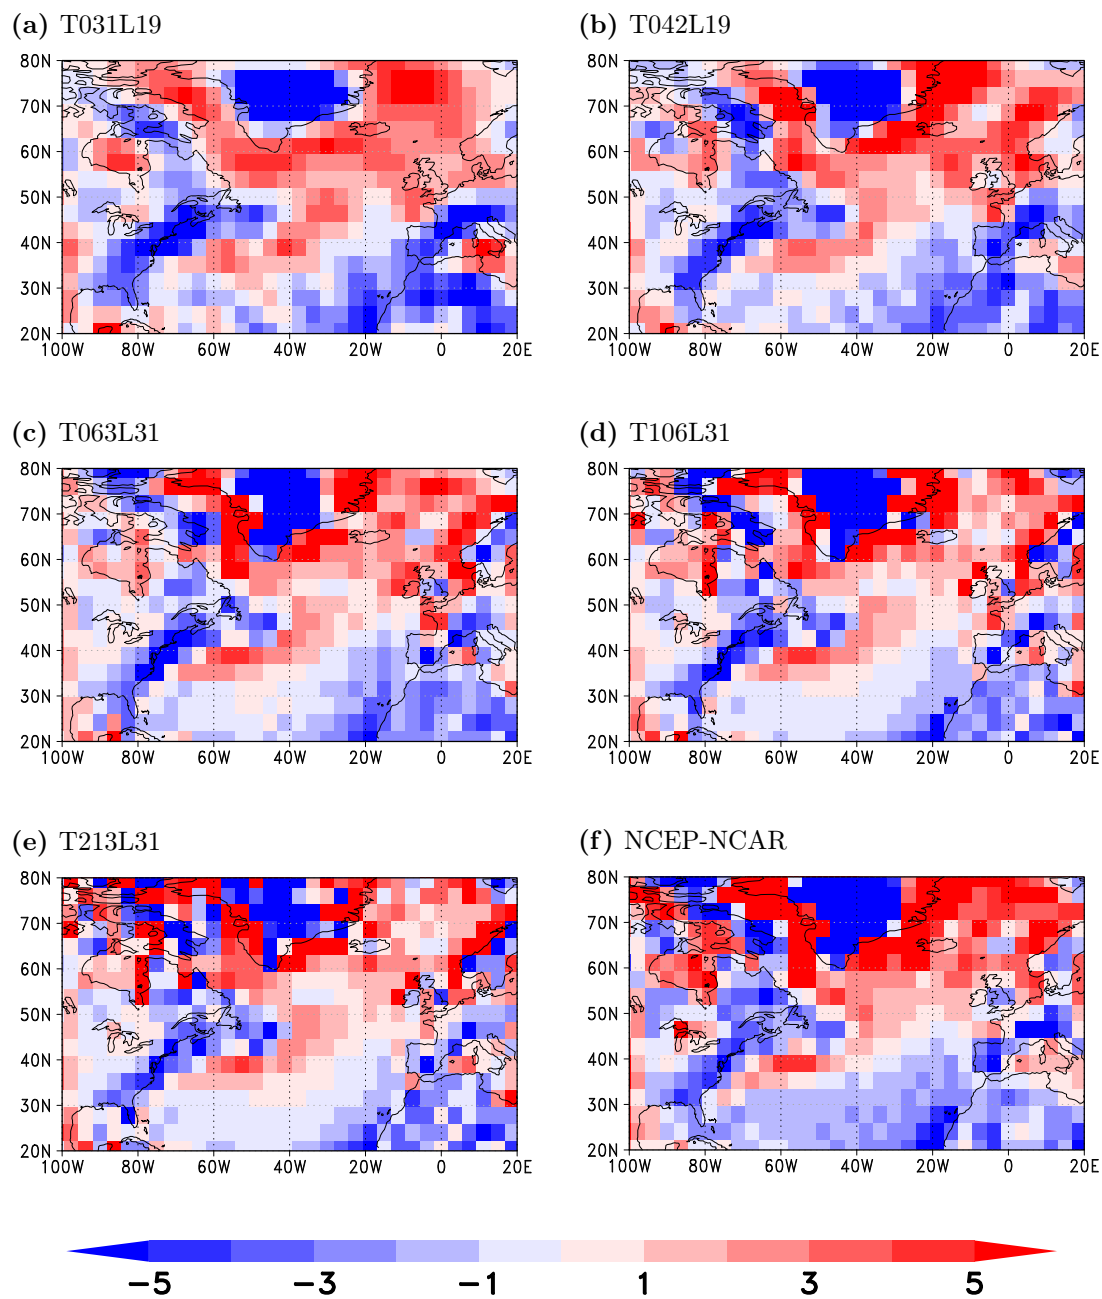 (a) T031L19
(b) T042L19
80N
70N
60N
50N
40N
30N
20N
100W 80W 60W 40W 20W 0 20E
80N
70N
60N
50N
40N
30N
20N
100W 80W 60W 40W 20W 0 20E
(c) T063L31
(d) T106L31
80N
70N
60N
50N
40N
30N
20N
100W 80W 60W 40W 20W 0 20E
80N
70N
60N
50N
40N
30N
20N
100W 80W 60W 40W 20W 0 20E
(e) T213L31
(f) NCEP-NCAR
80N
70N
60N
50N
40N
30N
20N
100W 80W 60W 40W 20W 0 20E
80N
70N
60N
50N
40N
30N
20N
100W 80W 60W 40W 20W 0 20E
−5 −3 −1 1 3 5